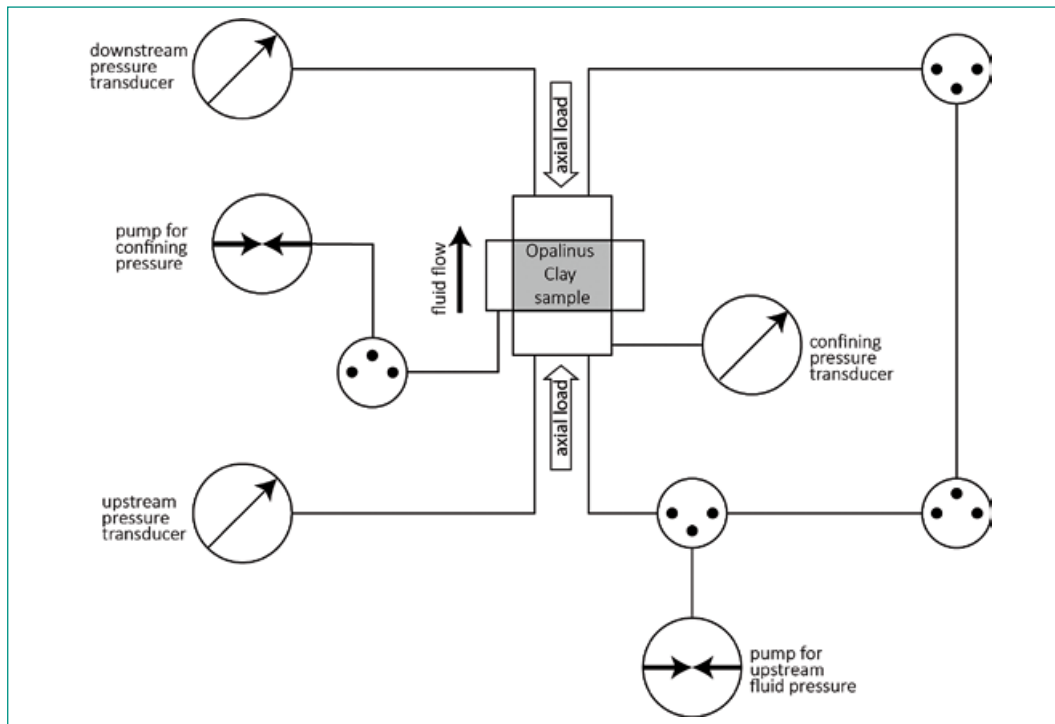 downstream
pressure
transducer
axial load
pump for
confining
pressure
fluid flow
Opalinus
Clay
sample
confining
pressure
transducer
axial load
upstream
pressure
transducer
pump for
upstream
fluid pressure